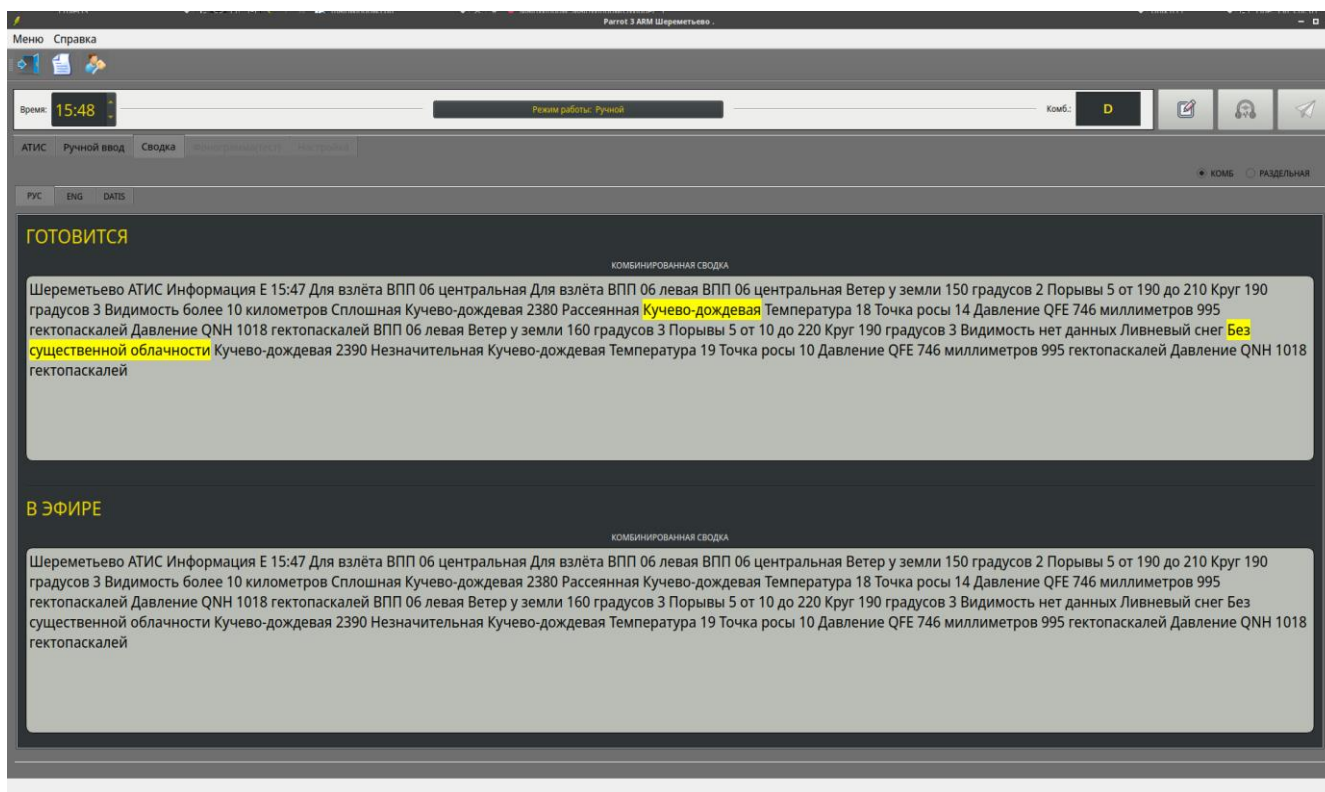 Parrot 3 ARM Шереметьево .
Меню Справка
Время: 15:48 Режим работы: Ручной Комб.: D
АТИС Ручной ввод Сводка
КОМБ РАЗДЕЛЬНАЯ
РУС ENG DATIS
ГОТОВИТСЯ
КОМБИНИРОВАННАЯ СВОДКА
Шереметьево АТИС Информация E 15:47 Для взлёта ВПП 06 центральная Для взлёта ВПП 06 левая ВПП 06 центральная Ветер у земли 150 градусов 2 Порывы 5 от 190 до 210 Круг 190
градусов 3 Видимость более 10 километров Сплошная Кучево-дождевая 2380 Рассеянная Кучево-дождевая Температура 18 Точка росы 14 Давление QFE 746 миллиметров 995
гектопаскалей Давление QNH 1018 гектопаскалей ВПП 06 левая Ветер у земли 160 градусов 3 Порывы 5 от 10 до 220 Круг 190 градусов 3 Видимость нет данных Ливневый снег Без
существенной облачности Кучево-дождевая 2390 Незначительная Кучево-дождевая Температура 19 Точка росы 10 Давление QFE 746 миллиметров 995 гектопаскалей Давление QNH 1018
гектопаскалей
В ЭФИРЕ
КОМБИНИРОВАННАЯ СВОДКА
Шереметьево АТИС Информация E 15:47 Для взлёта ВПП 06 центральная Для взлёта ВПП 06 левая ВПП 06 центральная Ветер у земли 150 градусов 2 Порывы 5 от 190 до 210 Круг 190
градусов 3 Видимость более 10 километров Сплошная Кучево-дождевая 2380 Рассеянная Кучево-дождевая Температура 18 Точка росы 14 Давление QFE 746 миллиметров 995
гектопаскалей Давление QNH 1018 гектопаскалей ВПП 06 левая Ветер у земли 160 градусов 3 Порывы 5 от 10 до 220 Круг 190 градусов 3 Видимость нет данных Ливневый снег Без
существенной облачности Кучево-дождевая 2390 Незначительная Кучево-дождевая Температура 19 Точка росы 10 Давление QFE 746 миллиметров 995 гектопаскалей Давление QNH 1018
гектопаскалей